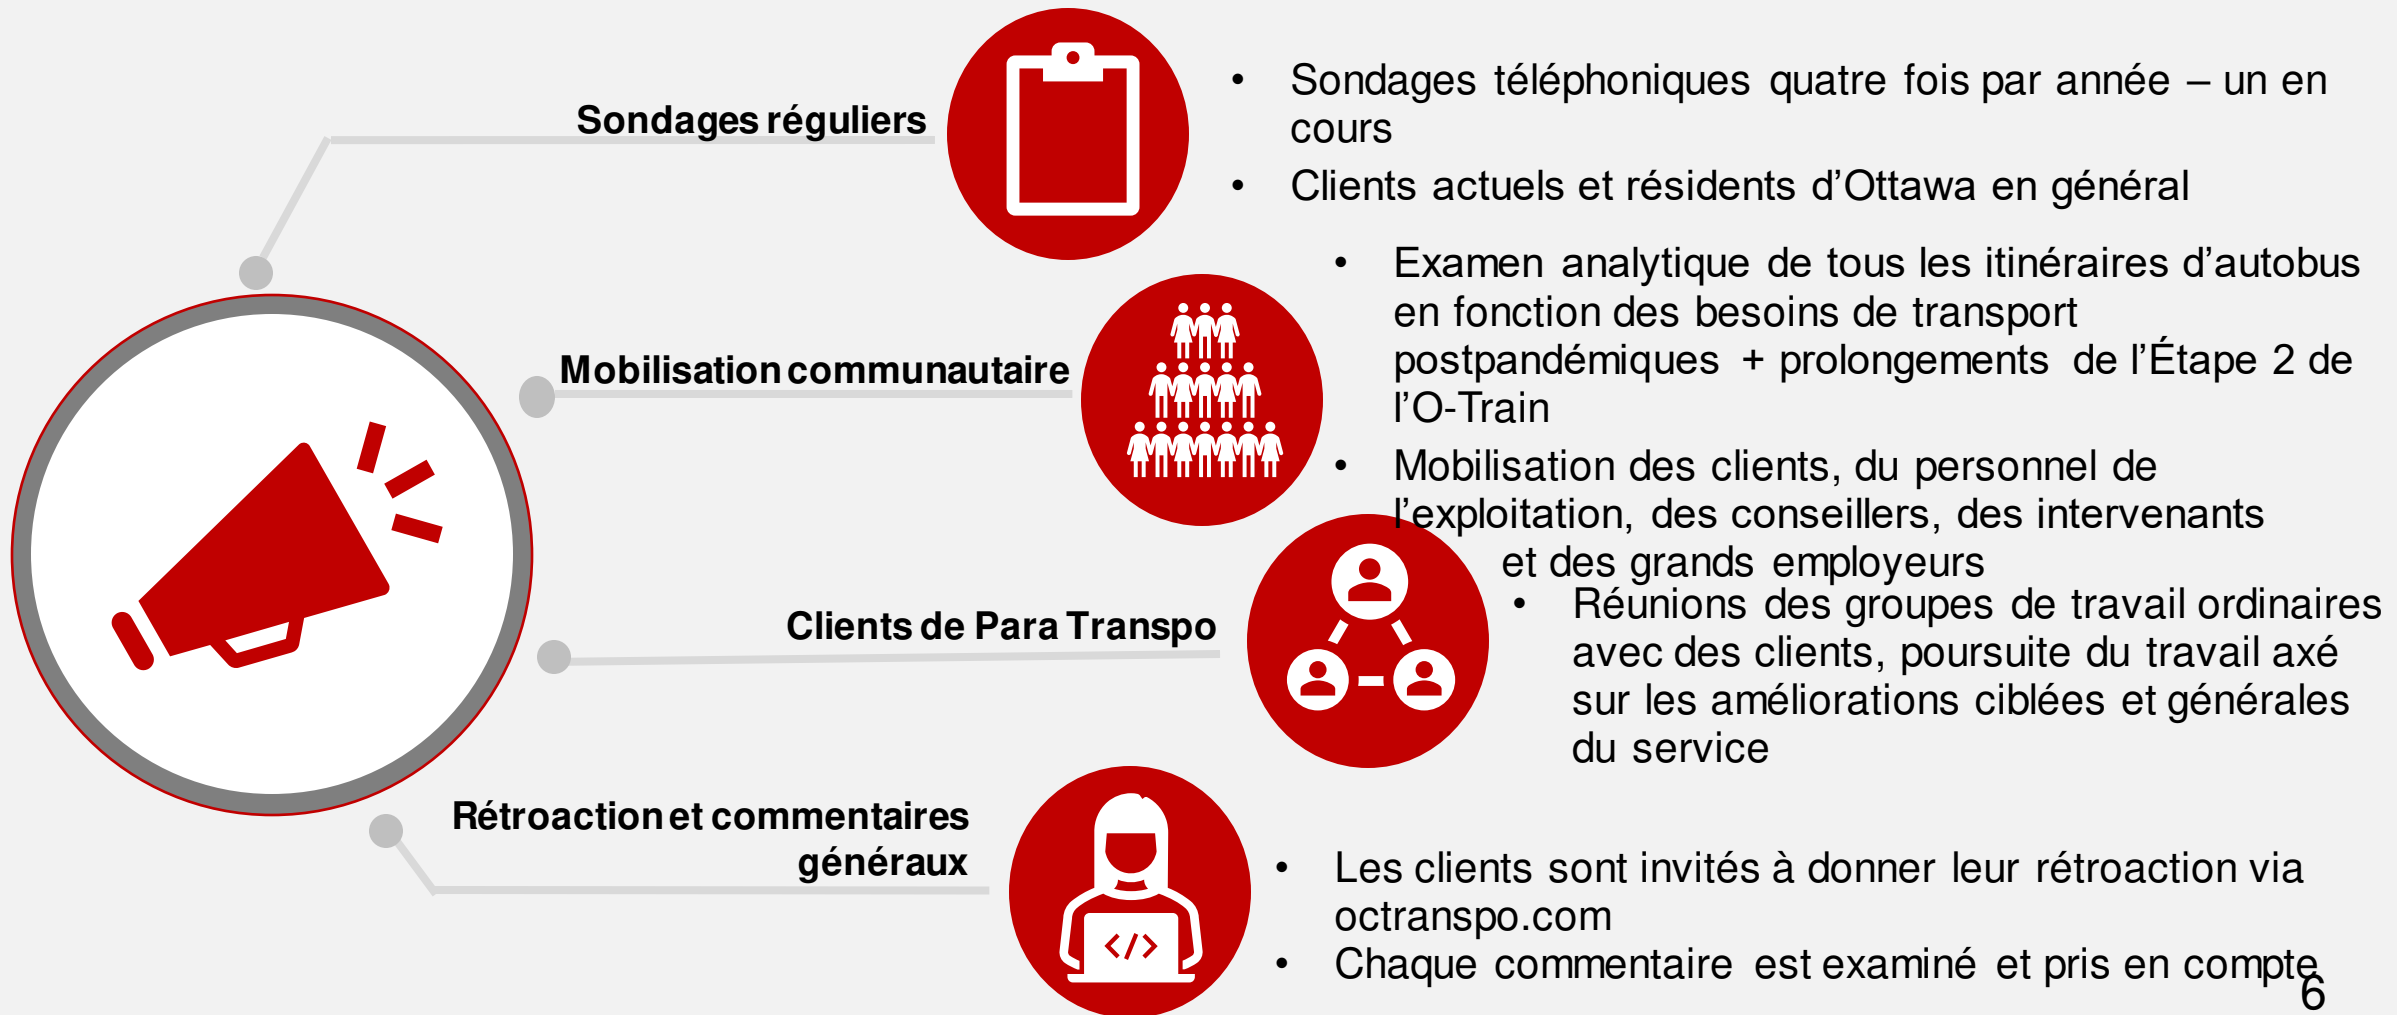 Sondages réguliers
• Sondages téléphoniques quatre fois par année – un en
cours
• Clients actuels et résidents d’Ottawa en général
Mobilisation communautaire
• Examen analytique de tous les itinéraires d’autobus
en fonction des besoins de transport
postpandémiques + prolongements de l’Étape 2 de
l’O-Train
• Mobilisation des clients, du personnel de
l’exploitation, des conseillers, des intervenants
et des grands employeurs
Clients de Para Transpo
• Réunions des groupes de travail ordinaires
avec des clients, poursuite du travail axé
sur les améliorations ciblées et générales
du service
Rétroaction et commentaires
généraux
</>
• Les clients sont invités à donner leur rétroaction via
octranspo.com
• Chaque commentaire est examiné et pris en compte
6